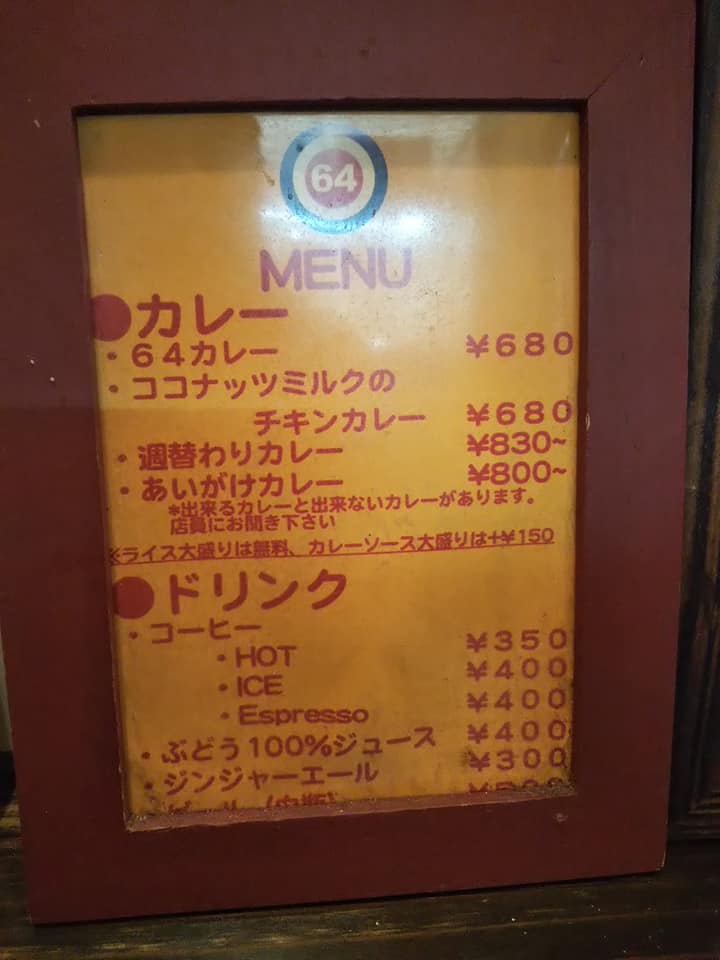 64
MENU
●カレー
・６４カレー ¥６８０
・ココナッツミルクの
チキンカレー ¥６８０
・週替わりカレー ¥830~
・あいがけカレー ¥800~
*出来るカレーと出来ないカレーがあります。
店員にお聞き下さい
※ライス大盛りは無料、カレーソース大盛りは+¥150
●ドリンク
・コーヒー
・HOT ¥３５０
・ICE ¥４００
・Espresso ¥４００
・ぶどう100%ジュース ¥４００
・ジンジャーエール ¥３００